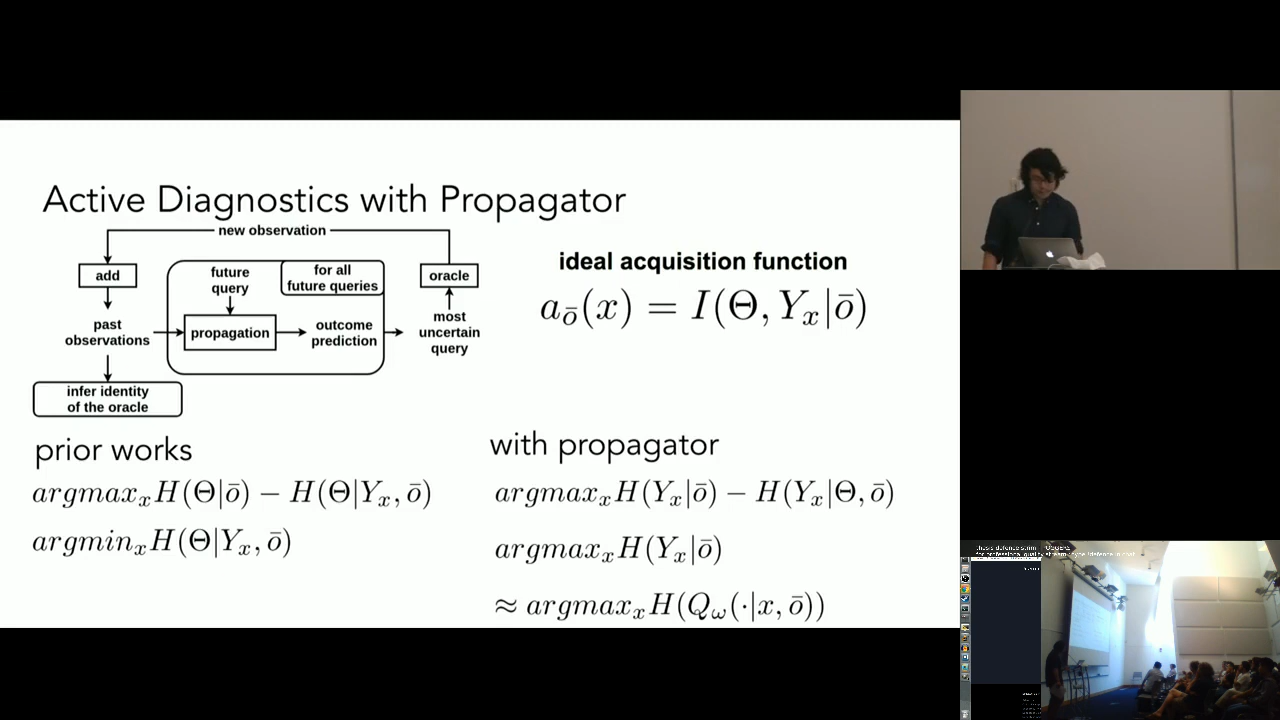 Active Diagnostics with Propagator
new observation
add
future
query
for all
future queries
oracle
past
observations
propagation
outcome
prediction
most
uncertain
query
infer identity
of the oracle
ideal acquisition function
a_ō(x) = I(Θ, Y_x|ō)
prior works
argmax_x H(Θ|ō) − H(Θ|Y_x, ō)
argmin_x H(Θ|Y_x, ō)
with propagator
argmax_x H(Y_x|ō) − H(Y_x|Θ, ō)
argmax_x H(Y_x|ō)
≈ argmax_x H(Q_ω(·|x, ō))